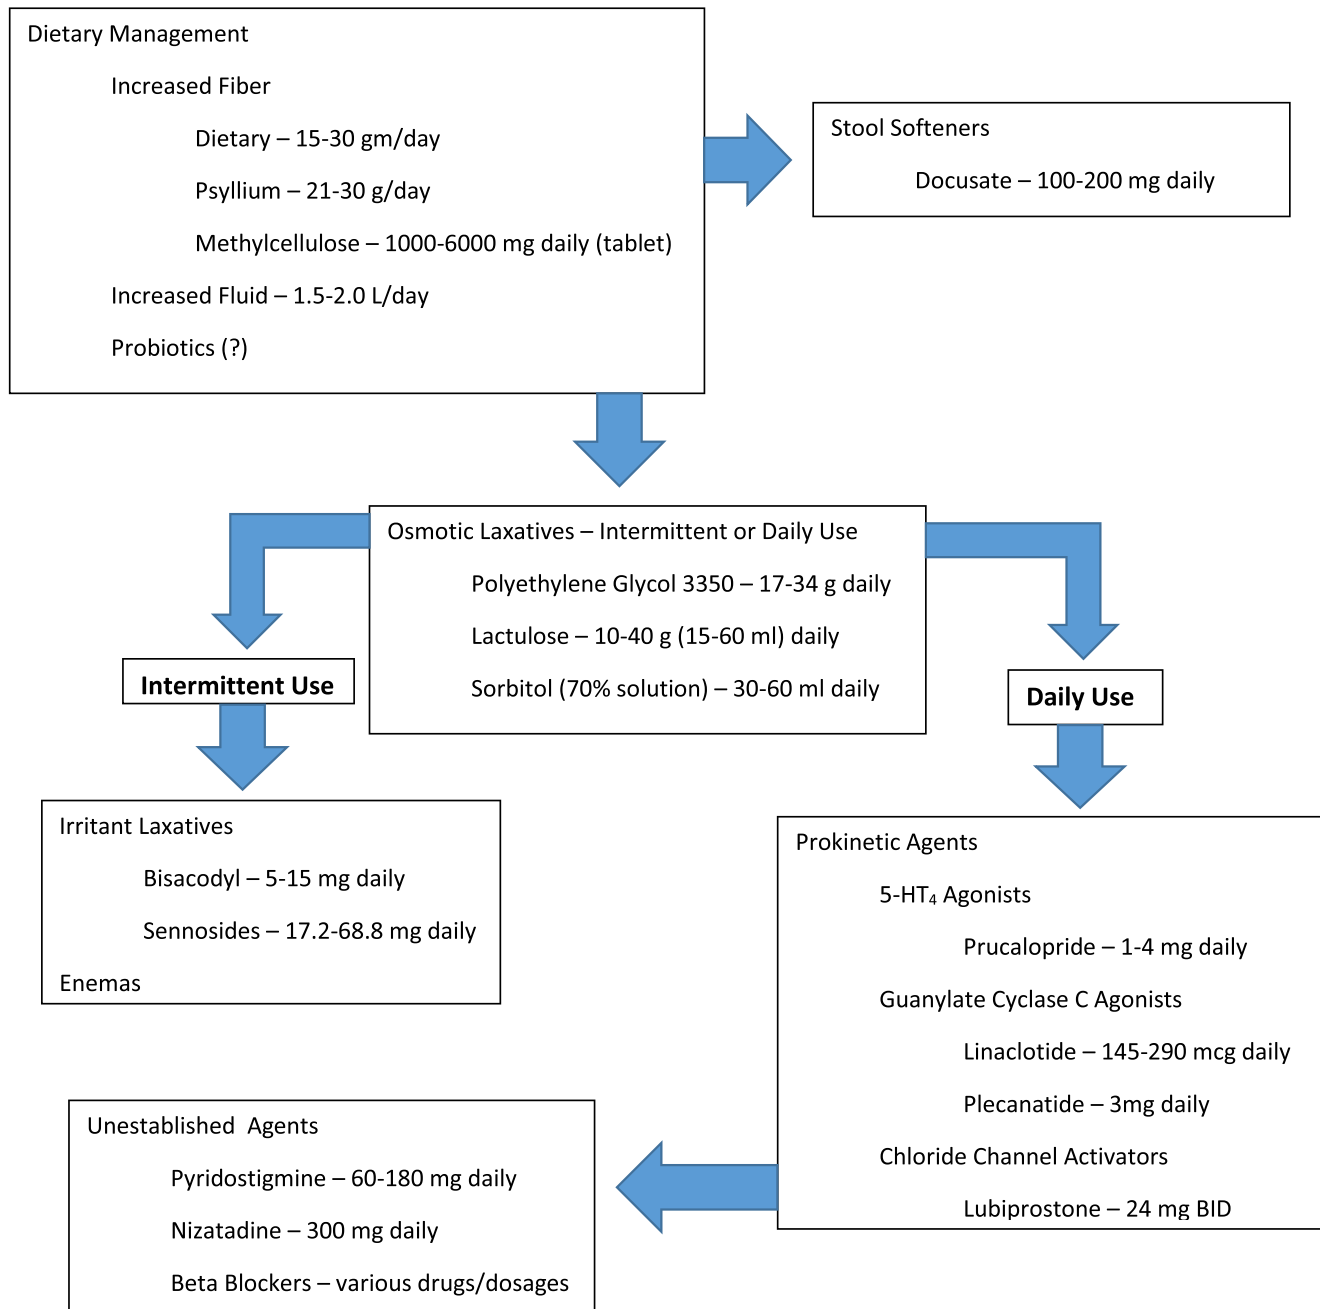 Dietary Management
Increased Fiber
Dietary – 15-30 gm/day
Psyllium – 21-30 g/day
Methylcellulose – 1000-6000 mg daily (tablet)
Increased Fluid – 1.5-2.0 L/day
Probiotics (?)
Stool Softeners
Docusate – 100-200 mg daily
Osmotic Laxatives – Intermittent or Daily Use
Polyethylene Glycol 3350 – 17-34 g daily
Lactulose – 10-40 g (15-60 ml) daily
Sorbitol (70% solution) – 30-60 ml daily
Intermittent Use
Daily Use
Irritant Laxatives
Bisacodyl – 5-15 mg daily
Sennosides – 17.2-68.8 mg daily
Enemas
Prokinetic Agents
5-HT₄ Agonists
Prucalopride – 1-4 mg daily
Guanylate Cyclase C Agonists
Linaclotide – 145-290 mcg daily
Plecanatide – 3mg daily
Chloride Channel Activators
Lubiprostone – 24 mg BID
Unestablished  Agents
Pyridostigmine – 60-180 mg daily
Nizatadine – 300 mg daily
Beta Blockers – various drugs/dosages